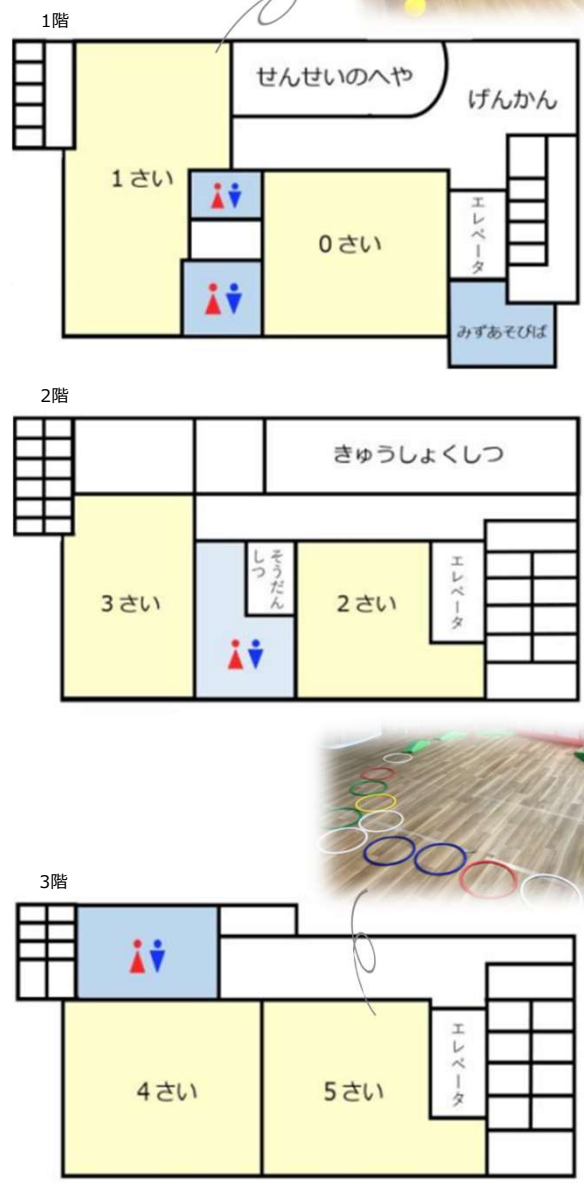 1階
せんせいのへや
げんかん
1さい
0さい
エレベータ
みずあそびば
2階
きゅうしょくしつ
3さい
そうだん
しつ
2さい
エレベータ
3階
4さい
5さい
エレベータ